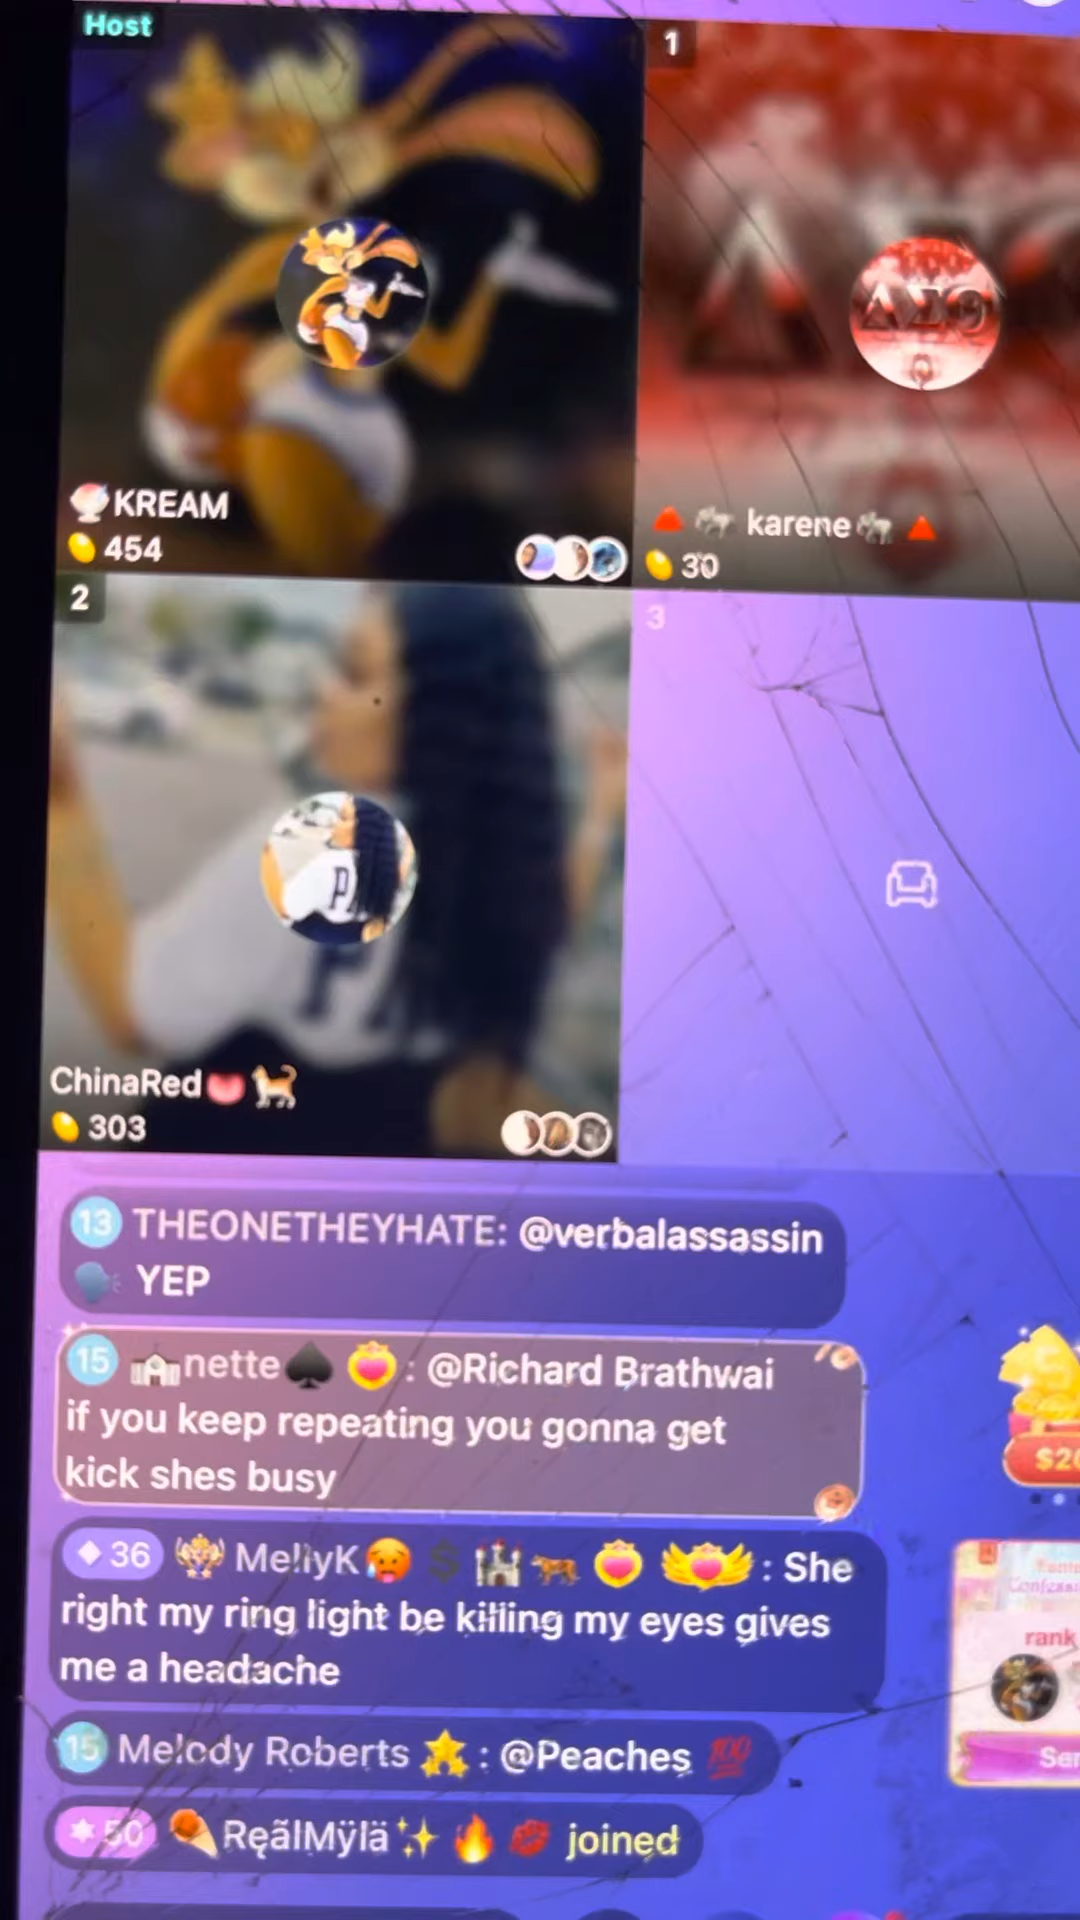 Host
1
KREAM
454
karene
30
2
3
ChinaRed
303
13 THEONETHEYHATE: @verbalassassin
YEP
15 nette : @Richard Brathwai
if you keep repeating you gonna get
kick shes busy
36 MellyK $ : She
right my ring light be killing my eyes gives
me a headache
15 Melody Roberts : @Peaches 100
50 RęãlMÿlä joined
rank